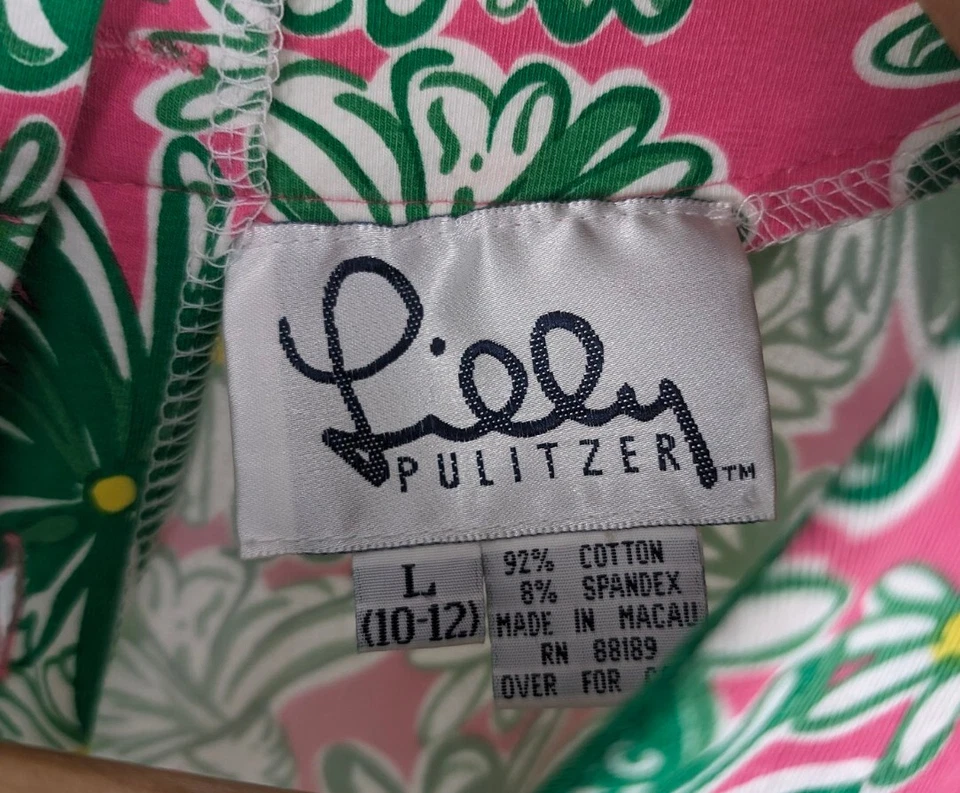 Lilly
PULITZER™
L
(10-12)
92% COTTON
8% SPANDEX
MADE IN MACAU
RN 88189
OVER FOR